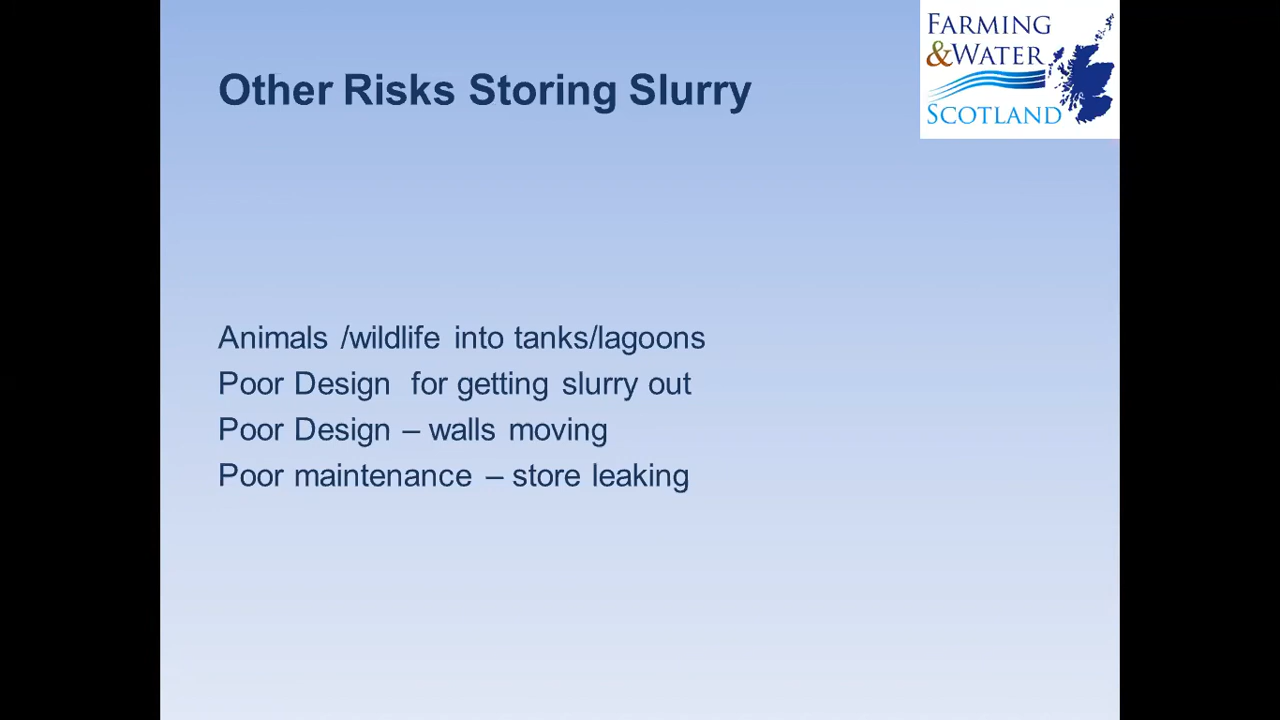 Other Risks Storing Slurry
FARMING
&WATER
SCOTLAND
Animals /wildlife into tanks/lagoons
Poor Design for getting slurry out
Poor Design – walls moving
Poor maintenance – store leaking